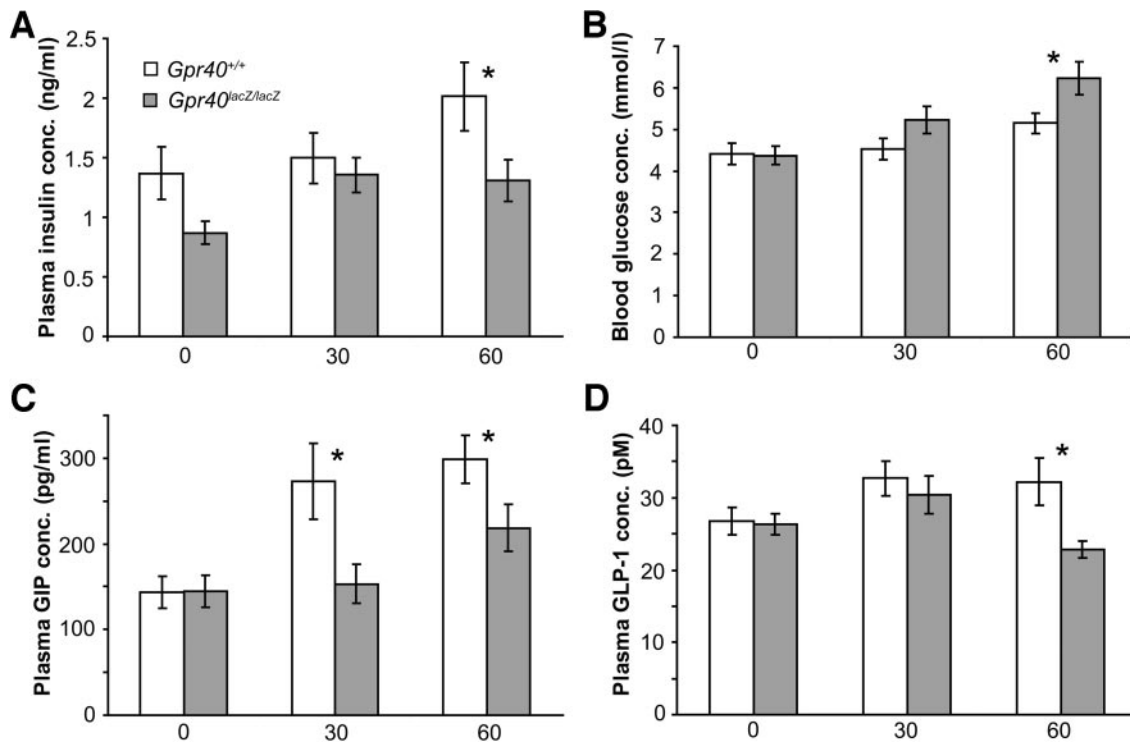 A
Plasma insulin conc. (ng/ml)
2.5
2
1.5
1
0.5
0
Gpr40+/+
Gpr40lacZ/lacZ
*
0 30 60
B
Blood glucose conc. (mmol/l)
7
6
5
4
3
2
1
0
*
0 30 60
C
Plasma GIP conc. (pg/ml)
300
200
100
0
* *
0 30 60
D
Plasma GLP-1 conc. (pM)
40
30
20
10
0
*
0 30 60